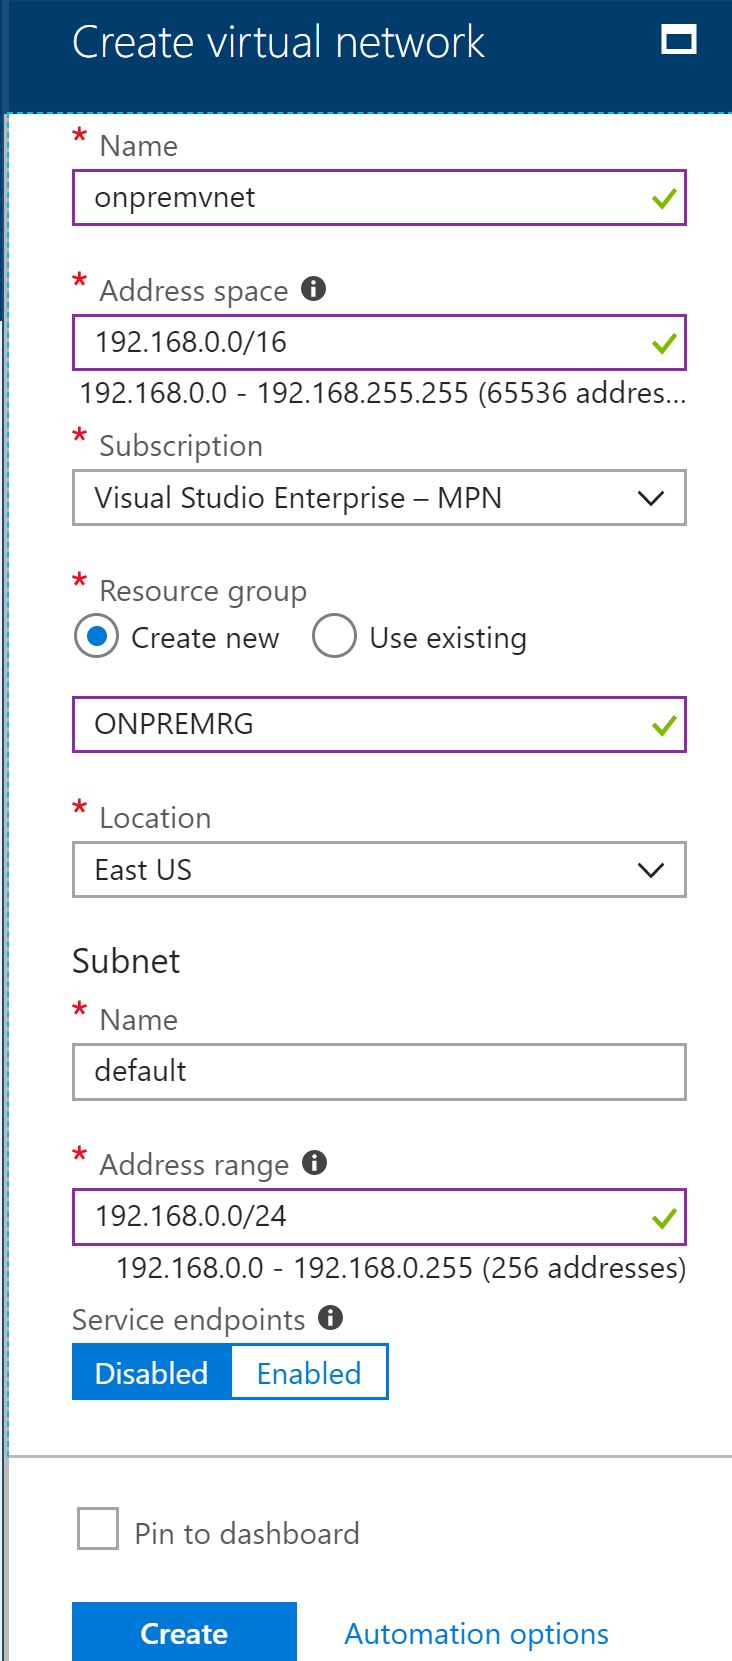 Create virtual network
* Name
onpremvnet
* Address space
192.168.0.0/16
192.168.0.0 - 192.168.255.255 (65536 addres...
* Subscription
Visual Studio Enterprise – MPN
* Resource group
Create new Use existing
ONPREMRG
* Location
East US
Subnet
* Name
default
* Address range
192.168.0.0/24
192.168.0.0 - 192.168.0.255 (256 addresses)
Service endpoints
Disabled Enabled
Pin to dashboard
Create Automation options